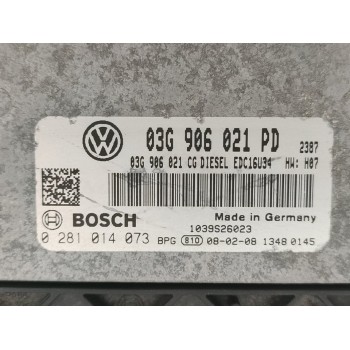 03G 906 021 PD 2387
03G 906 021 CG DIESEL EDC16U34 HW: H07
Made in Germany
BOSCH 1039S26023
0 281 014 073 BPG 810 08-02-08 1348 0145